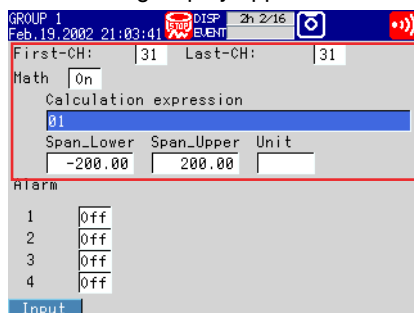 GROUP 1 DISP 2h 2/16
Feb.19.2002 21:03:41 STOP EVENT
First-CH: 31 Last-CH: 31
Math On
Calculation expression
01
Span_Lower Span_Upper Unit
-200.00 200.00
Alarm
1 Off
2 Off
3 Off
4 Off
Input